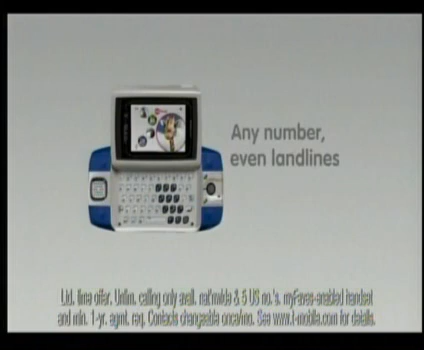 Any number,
even landlines
Ltd. time offer. Unlim. calling only avail. nat'nwide & 5 US no.'s. myFaves-enabled handset
and min. 1-yr. agmt. req. Contacts changeable once/mo. See www.t-mobile.com for details.